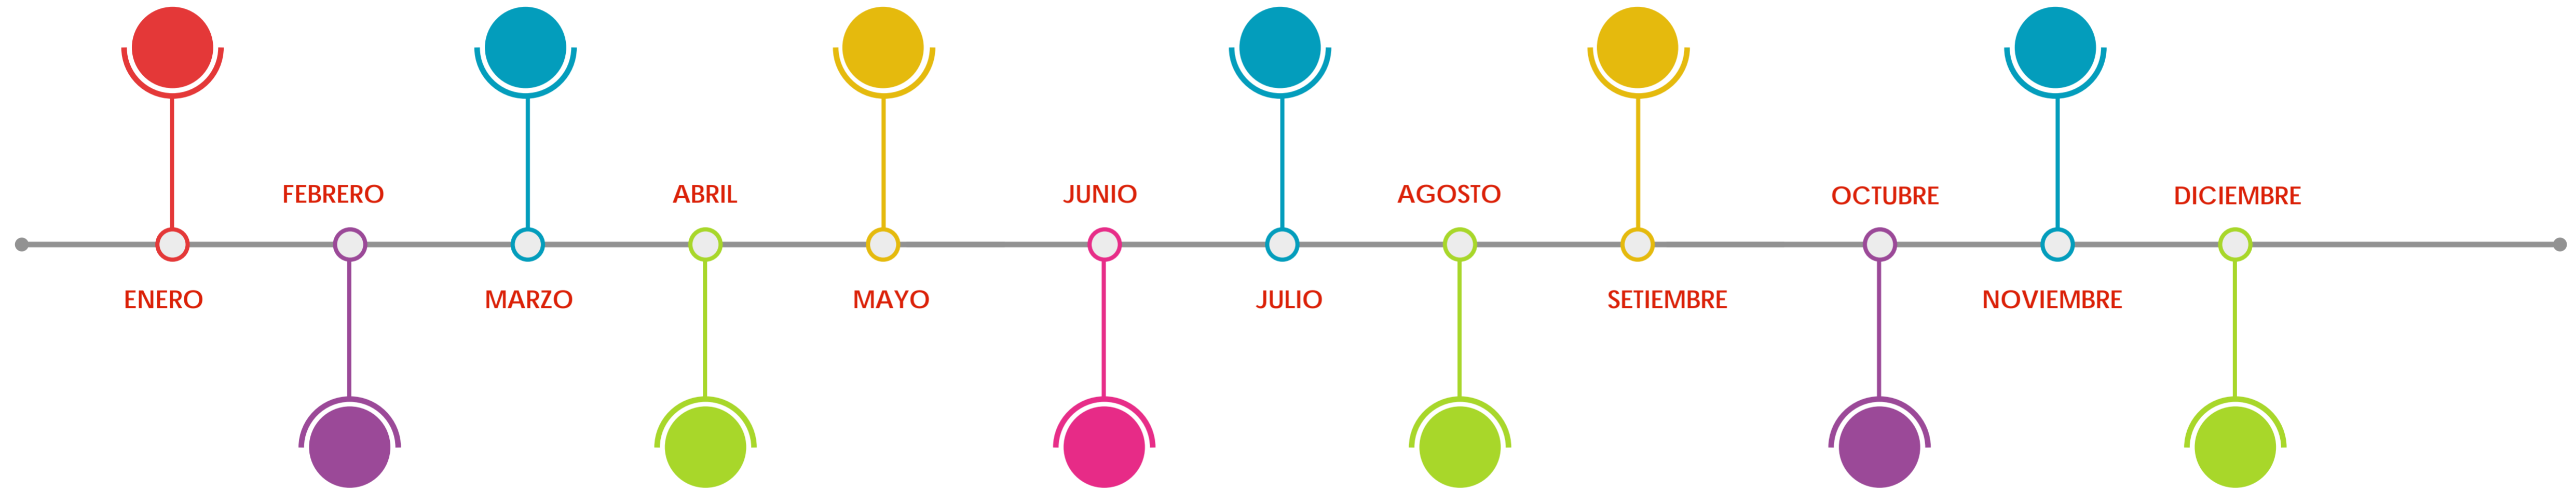 ENERO
FEBRERO
MARZO
ABRIL
MAYO
JUNIO
JULIO
AGOSTO
SETIEMBRE
OCTUBRE
NOVIEMBRE
DICIEMBRE